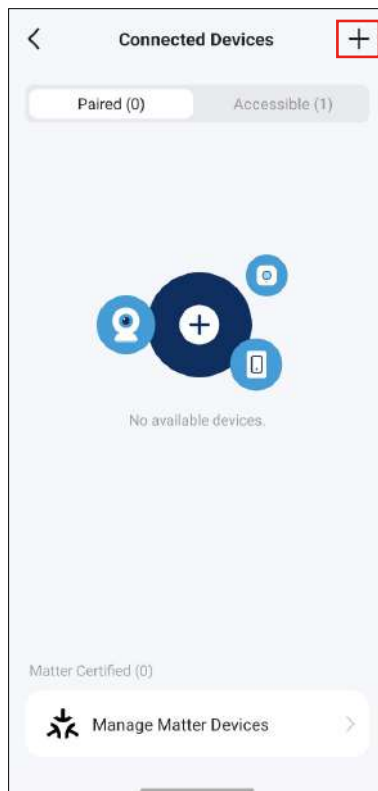 Connected Devices
Paired (0) Accessible (1)
No available devices.
Matter Certified (0)
Manage Matter Devices